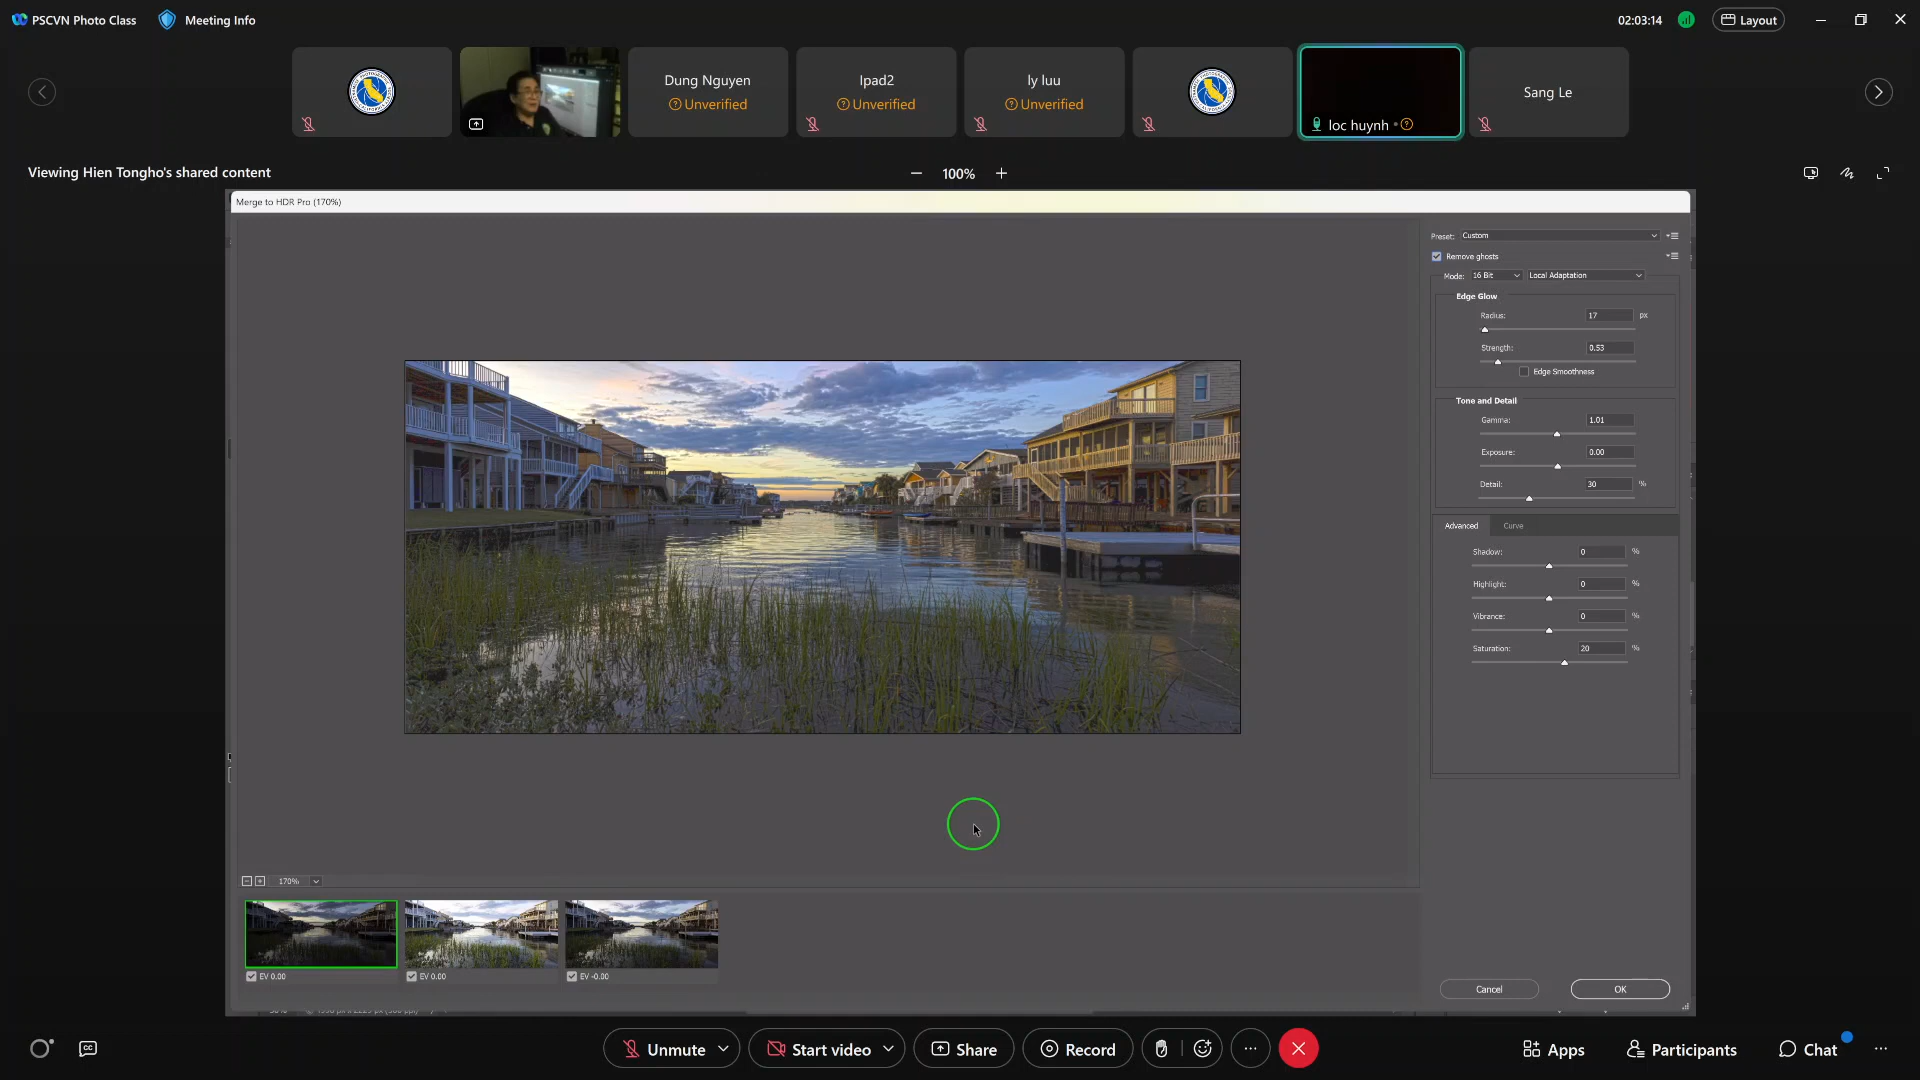 PSCVN Photo Class
Meeting Info
02:03:14
Layout
Dung Nguyen
Unverified
Ipad2
Unverified
ly luu
Unverified
loc huynh
Sang Le
Viewing Hien Tongho's shared content
100%
Merge to HDR Pro (170%)
Preset: Custom
Remove ghosts
Mode: 16 Bit Local Adaptation
Edge Glow
Radius: 17 px
Strength: 0.53
Edge Smoothness
Tone and Detail
Gamma: 1.01
Exposure: 0.00
Detail: 30 %
Advanced Curve
Shadow: 0 %
Highlight: 0 %
Vibrance: 0 %
Saturation: 20 %
170%
EV 0.00
EV 0.00
EV -0.00
Cancel
OK
CC
Unmute
Start video
Share
Record
Apps
Participants
Chat